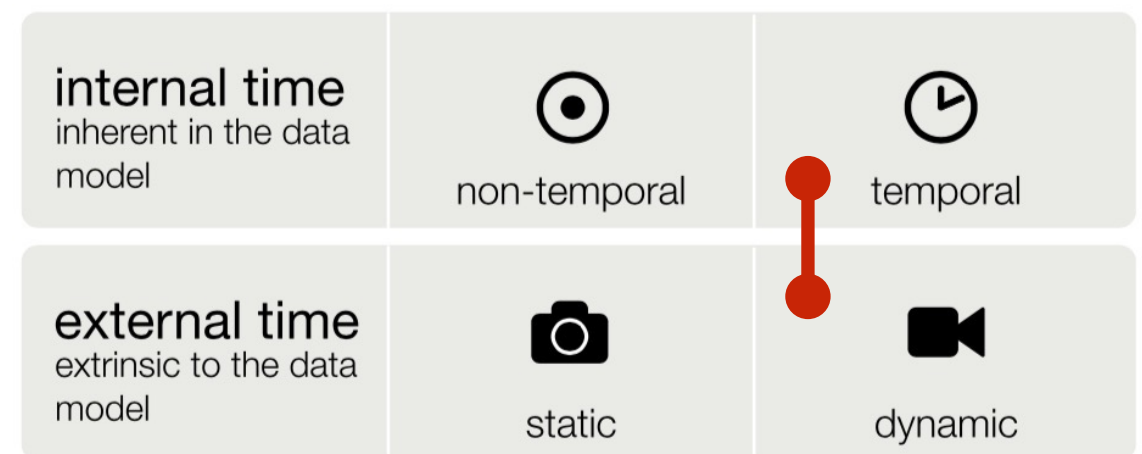 internal time
inherent in the data
model
non-temporal
temporal
external time
extrinsic to the data
model
static
dynamic